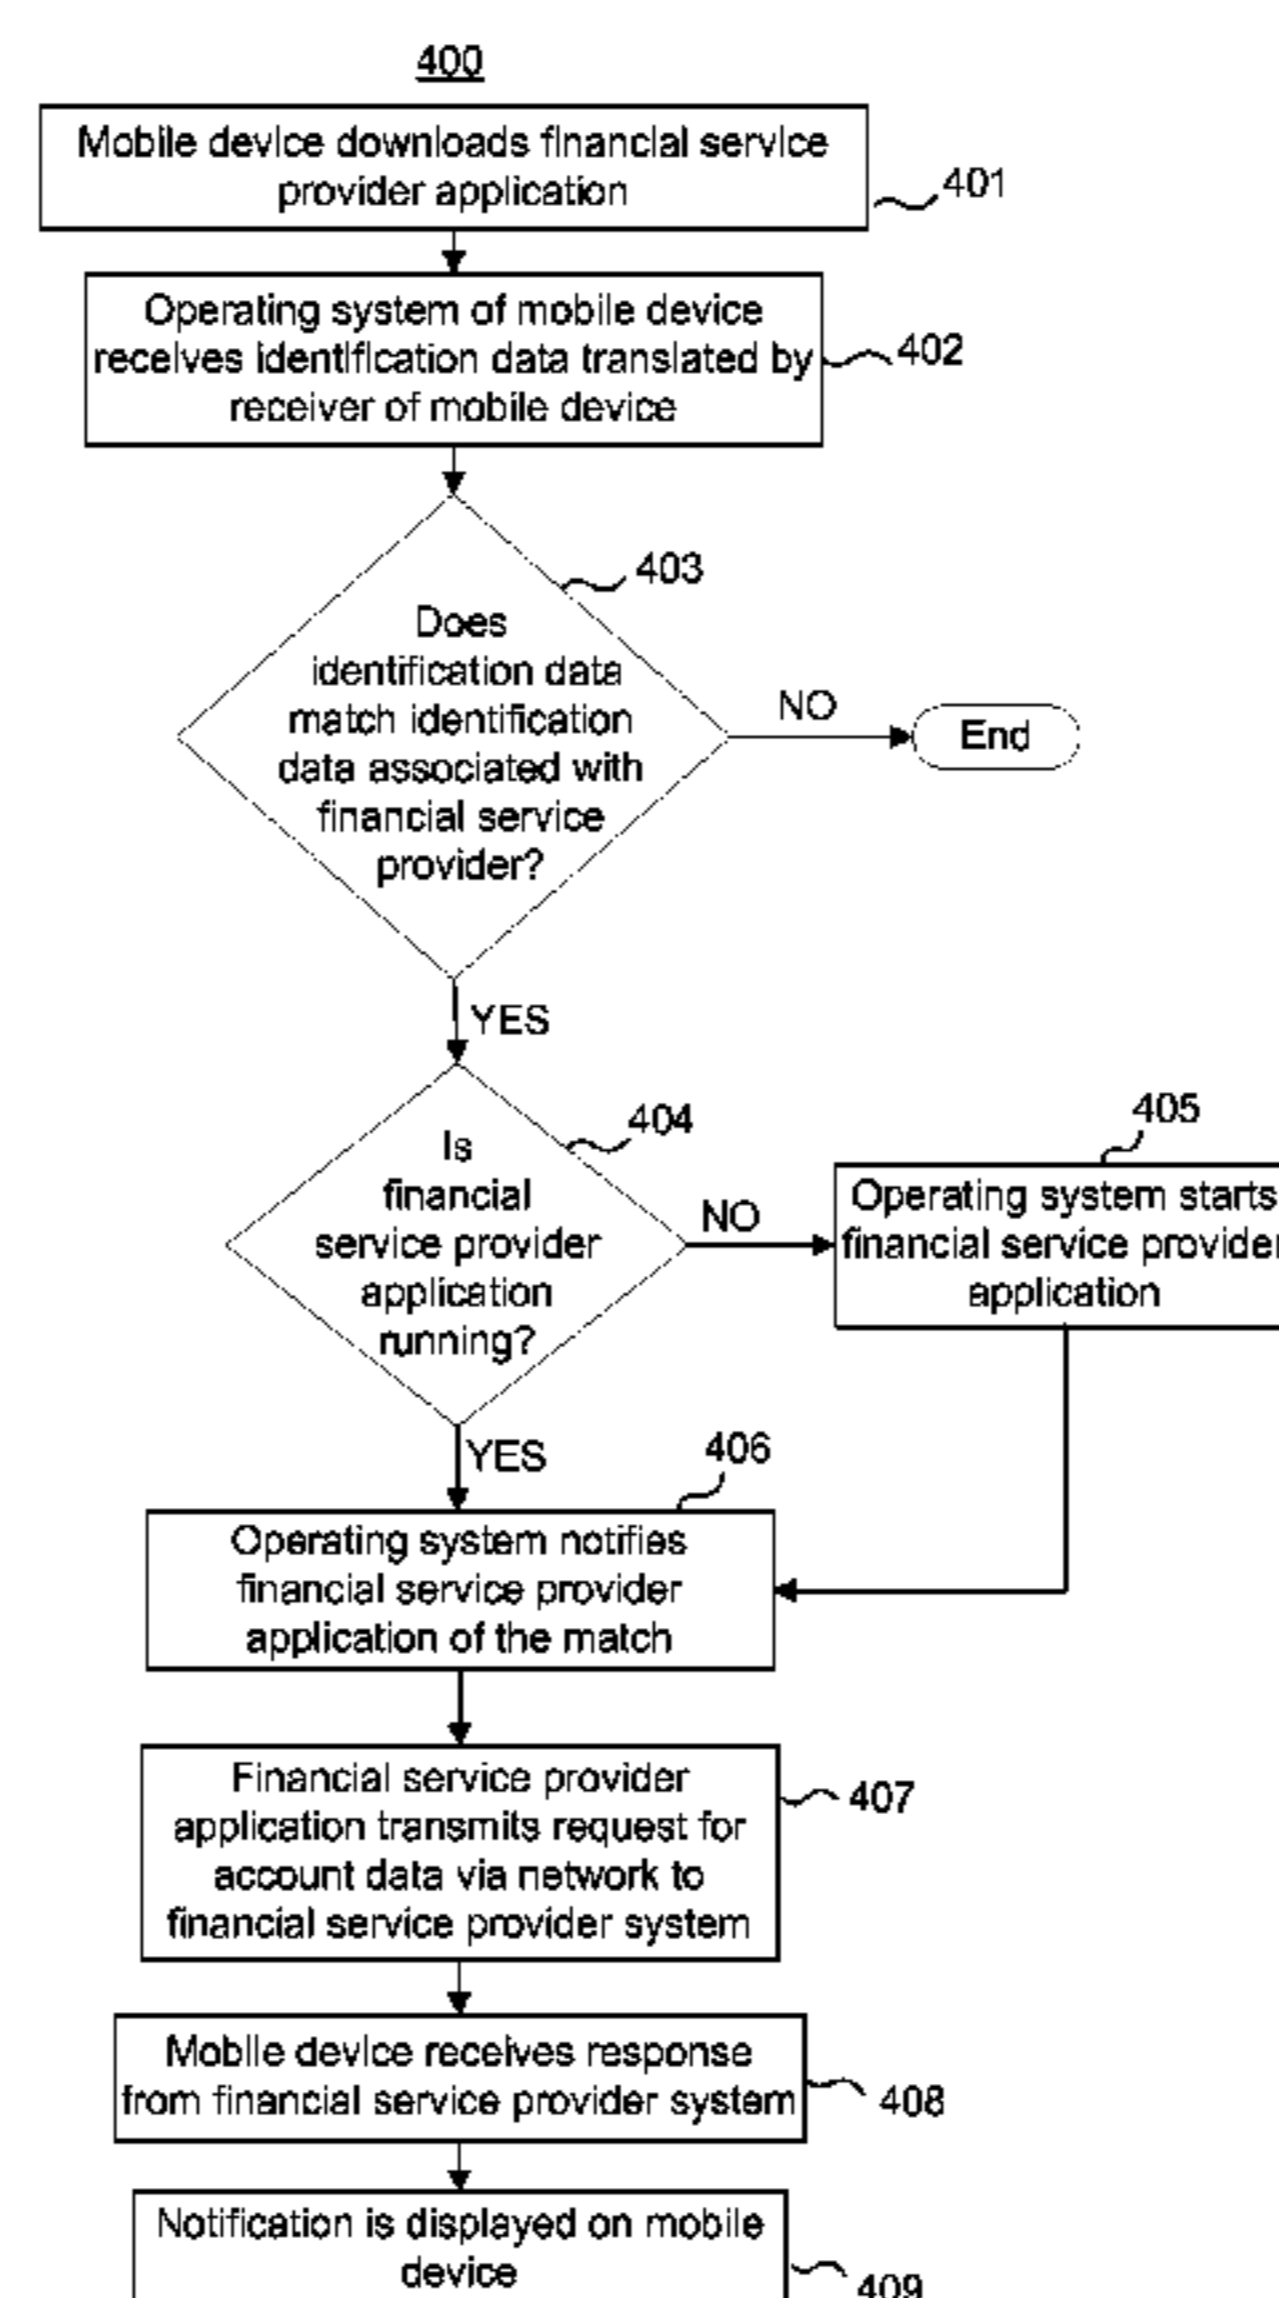 400
Mobile device downloads financial service
provider application
401
Operating system of mobile device
receives identification data translated by
receiver of mobile device
402
403
Does
identification data
match identification
data associated with
financial service
provider?
NO
End
YES
404
Is
financial
service provider
application
running?
NO
405
Operating system starts
financial service provider
application
YES
406
Operating system notifies
financial service provider
application of the match
Financial service provider
application transmits request for
account data via network to
financial service provider system
407
Mobile device receives response
from financial service provider system
408
Notification is displayed on mobile
device
409